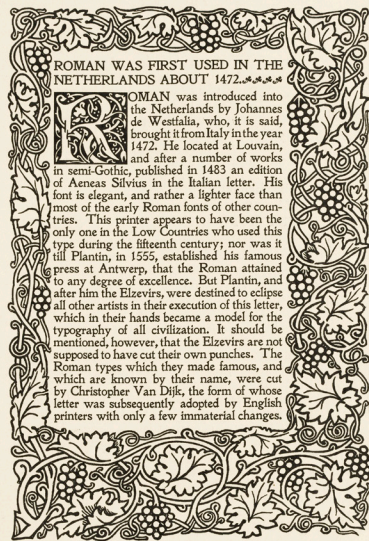 ROMAN WAS FIRST USED IN THE
NETHERLANDS ABOUT 1472.
ROMAN was introduced into
the Netherlands by Johannes
de Westfalia, who, it is said,
brought it from Italy in the year
1472. He located at Louvain,
and after a number of works
in semi-Gothic, published in 1483 an edition
of Aeneas Silvius in the Italian letter. His
font is elegant, and rather a lighter face than
most of the early Roman fonts of other coun-
tries. This printer appears to have been the
only one in the Low Countries who used this
type during the fifteenth century; nor was it
till Plantin, in 1555, established his famous
press at Antwerp, that the Roman attained
to any degree of excellence. But Plantin, and
after him the Elzevirs, were destined to eclipse
all other artists in their execution of this letter,
which in their hands became a model for the
typography of all civilization. It should be
mentioned, however, that the Elzevirs are not
supposed to have cut their own punches. The
Roman types which they made famous, and
which are known by their name, were cut
by Christopher Van Dijk, the form of whose
letter was subsequently adopted by English
printers with only a few immaterial changes.